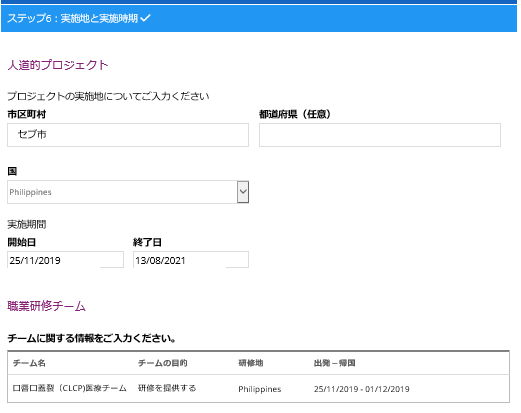 ステップ6：実施地と実施時期
人道的プロジェクト
プロジェクトの実施地についてご入力ください
市区町村 都道府県（任意）
セブ市
国
Philippines
実施期間
開始日 終了日
25/11/2019 13/08/2021
職業研修チーム
チームに関する情報をご入力ください。
チーム名 チームの目的 研修地 出発 – 帰国
口唇口蓋裂（CLCP)医療チーム 研修を提供する Philippines 25/11/2019 - 01/12/2019